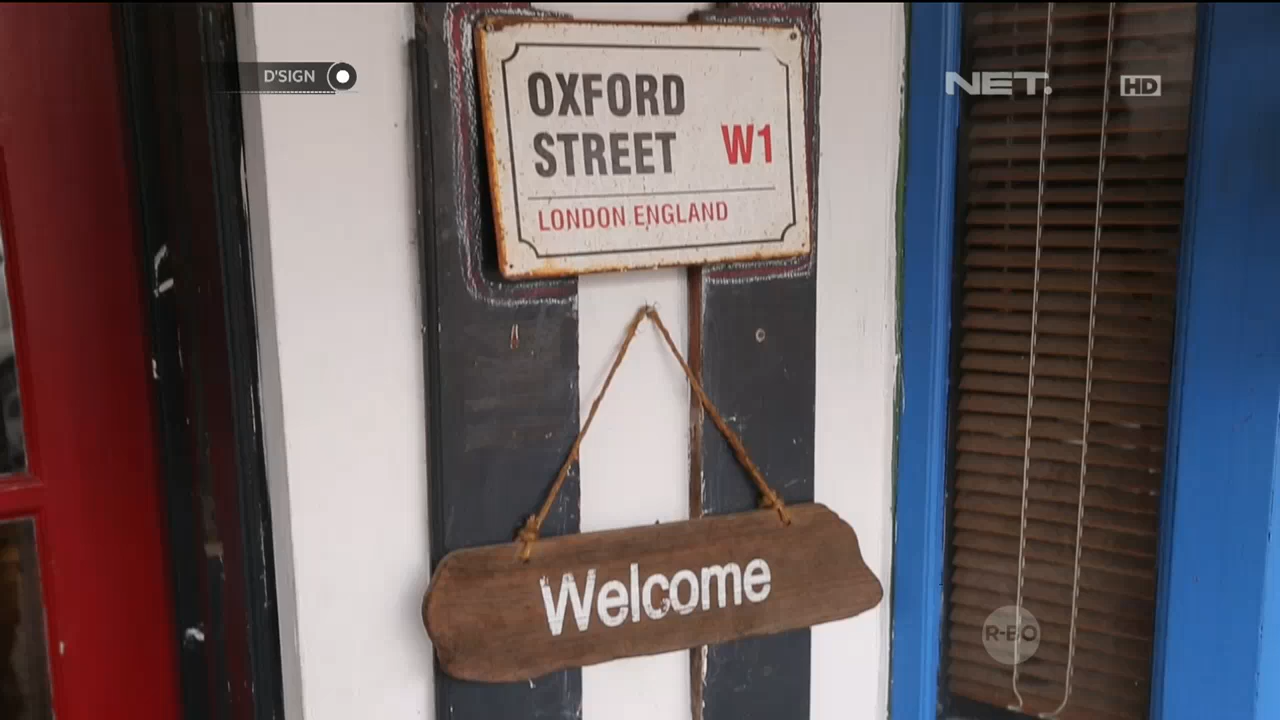 D'SIGN
NET.
HD
OXFORD
STREET W1
LONDON ENGLAND
Welcome
R-BO